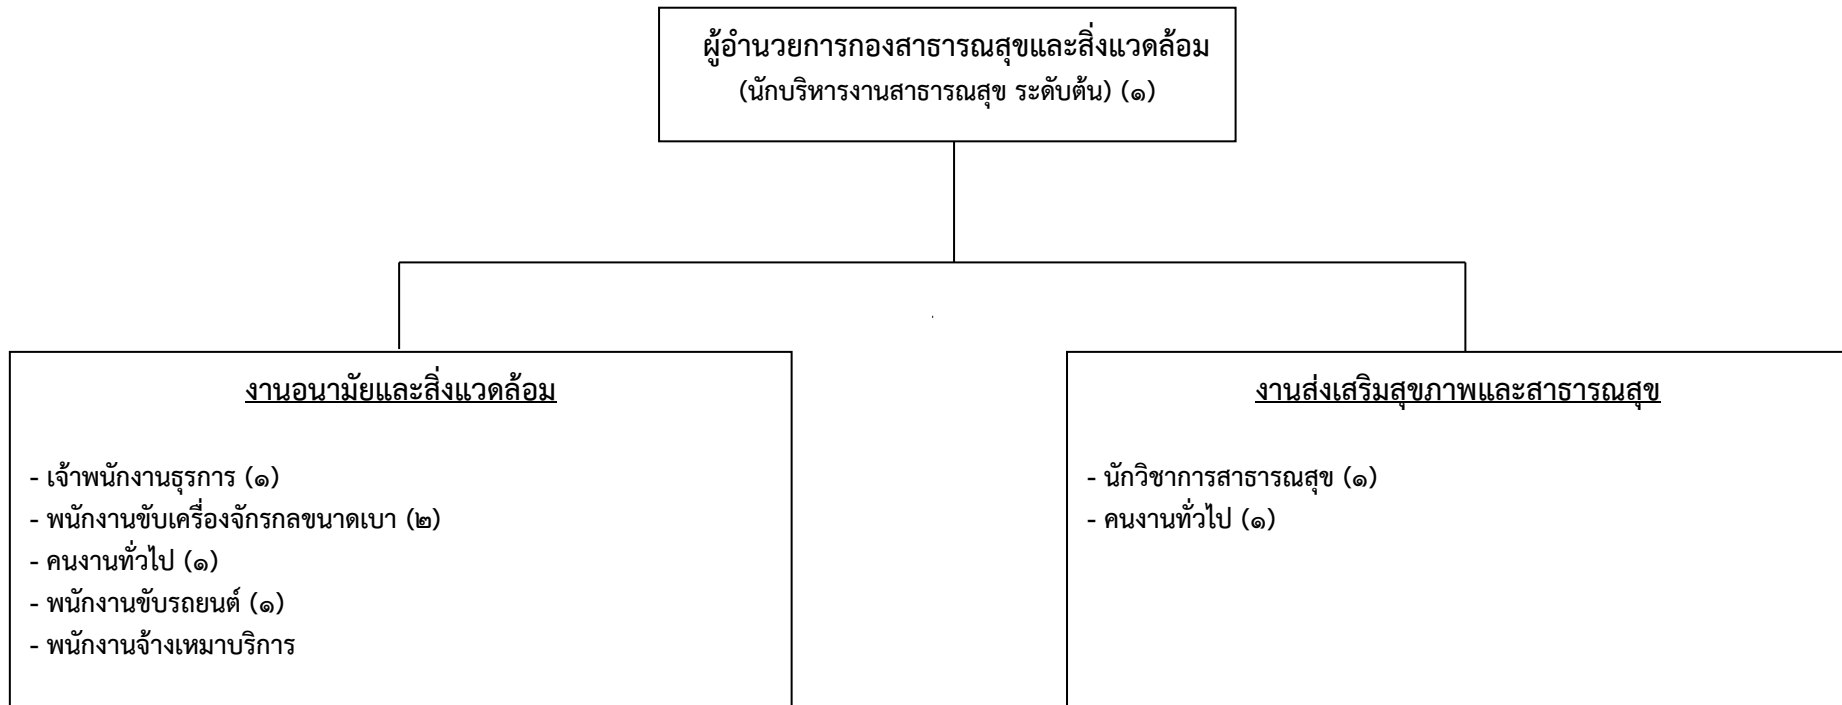 ผู้อำนวยการกองสาธารณสุขและสิ่งแวดล้อม
(นักบริหารงานสาธารณสุข ระดับต้น) (๑)
งานอนามัยและสิ่งแวดล้อม
- เจ้าพนักงานธุรการ (๑)
- พนักงานขับเครื่องจักรกลขนาดเบา (๒)
- คนงานทั่วไป (๑)
- พนักงานขับรถยนต์ (๑)
- พนักงานจ้างเหมาบริการ
งานส่งเสริมสุขภาพและสาธารณสุข
- นักวิชาการสาธารณสุข (๑)
- คนงานทั่วไป (๑)